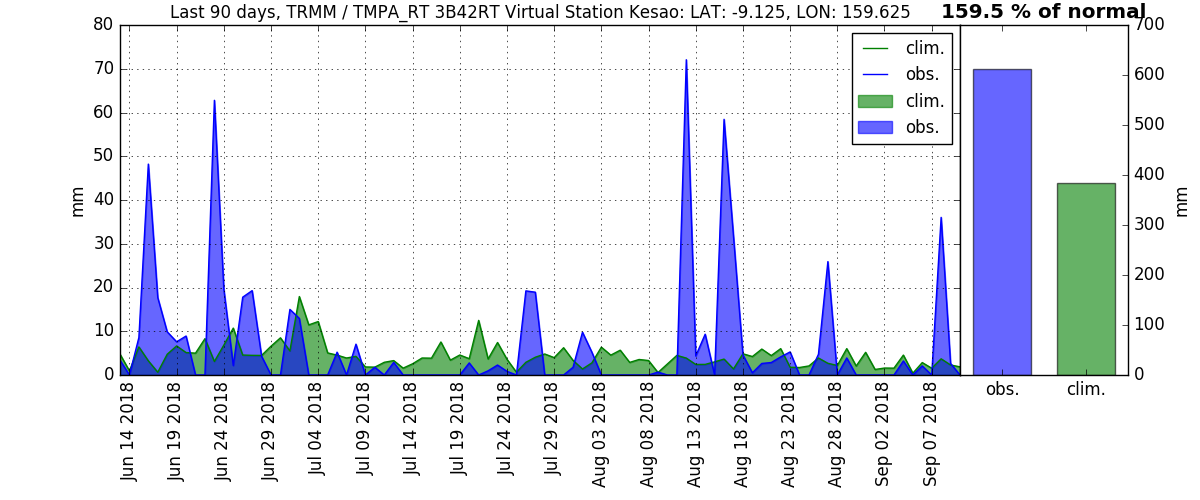 Last 90 days, TRMM / TMPA_RT 3B42RT Virtual Station Kesao: LAT: -9.125, LON: 159.625
159.5 % of normal
mm
80
70
60
50
40
30
20
10
0
clim.
obs.
clim.
obs.
Jun 14 2018
Jun 19 2018
Jun 24 2018
Jun 29 2018
Jul 04 2018
Jul 09 2018
Jul 14 2018
Jul 19 2018
Jul 24 2018
Jul 29 2018
Aug 03 2018
Aug 08 2018
Aug 13 2018
Aug 18 2018
Aug 23 2018
Aug 28 2018
Sep 02 2018
Sep 07 2018
700
600
500
400
300
200
100
0
mm
obs.
clim.